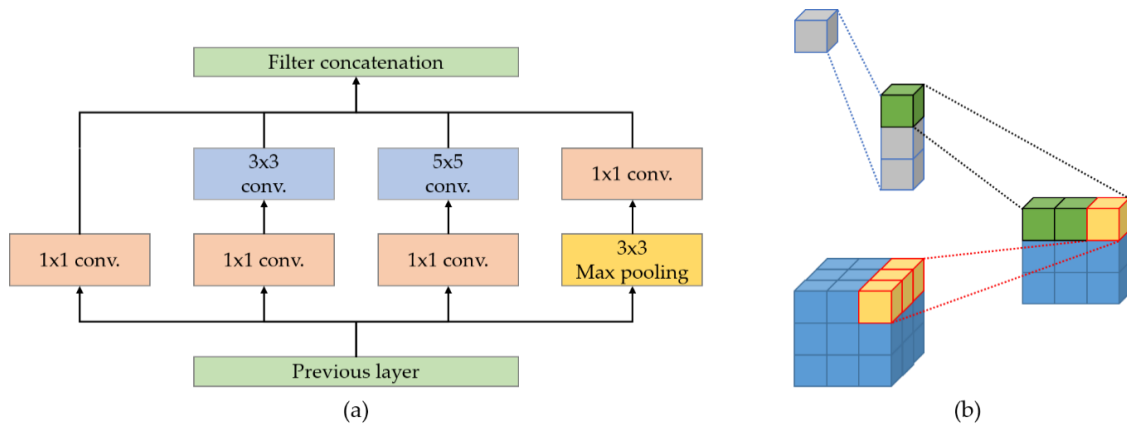 Filter concatenation
3x3
conv.
5x5
conv.
1x1 conv.
1x1 conv.
1x1 conv.
1x1 conv.
3x3
Max pooling
Previous layer
(a)
(b)